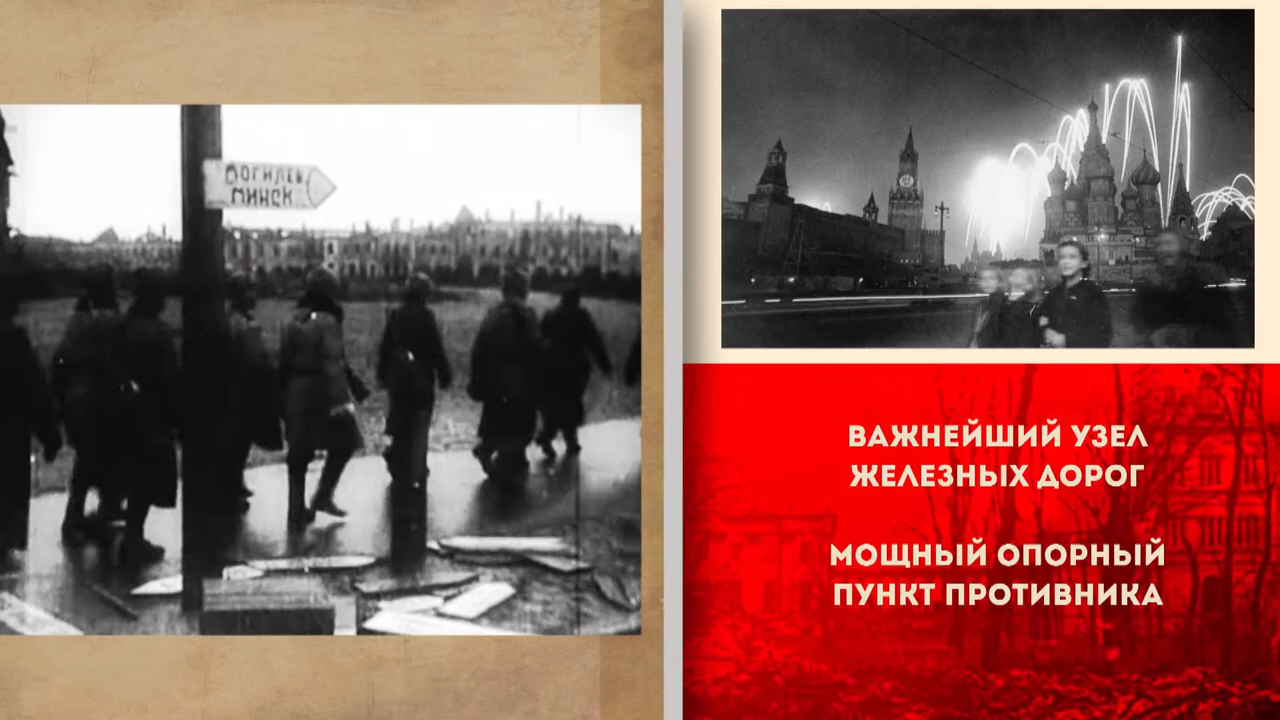 МОГИЛЕВ
МИНСК
ВАЖНЕЙШИЙ УЗЕЛ
ЖЕЛЕЗНЫХ ДОРОГ
МОЩНЫЙ ОПОРНЫЙ
ПУНКТ ПРОТИВНИКА